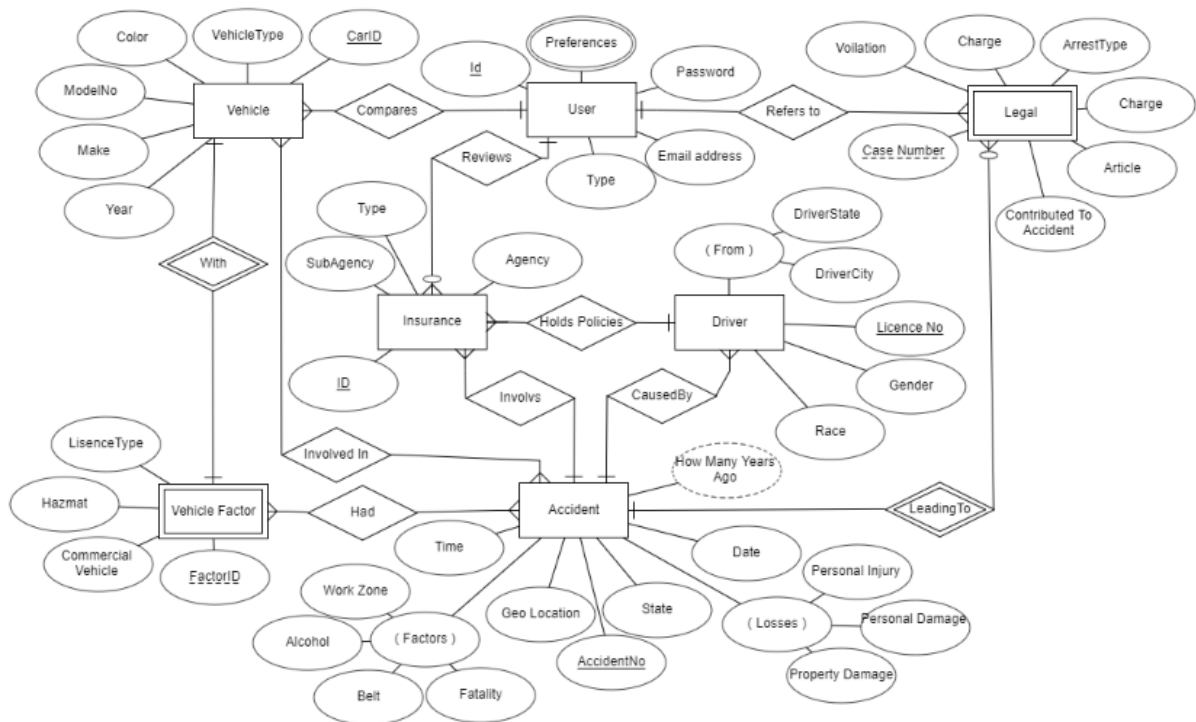 Color
VehicleType
CarID
ModelNo
Vehicle
Make
Year
Compares
Preferences
Id
Password
User
Email address
Type
Reviews
Refers to
Voilation
Charge
ArrestType
Legal
Charge
Case Number
Article
Contributed To
Accident
With
Type
SubAgency
Agency
Insurance
ID
Holds Policies
( From )
DriverState
DriverCity
Driver
Licence No
Gender
Race
Involvs
CausedBy
Involved In
How Many Years
Ago
LisenceType
Hazmat
Vehicle Factor
Commercial
Vehicle
FactorID
Had
Accident
LeadingTo
Time
Date
Work Zone
Geo Location
State
Personal Injury
Alcohol
( Factors )
( Losses )
Personal Damage
AccidentNo
Belt
Fatality
Property Damage